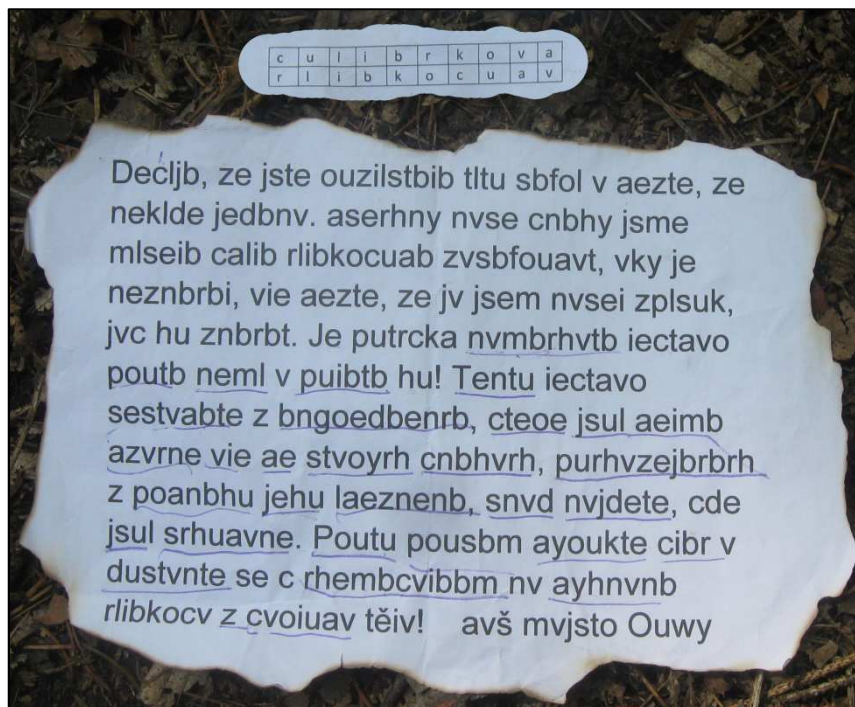 c u l i b r k o v a
r l i b k o c u a v
Decljb, ze jste ouzilstbib tltu sbfol v aezte, ze
neklde jedbnv. aserhny nvse cnbhy jsme
mlseib calib rlibkocuab zvsbfouavt, vky je
neznbrbi, vie aezte, ze jv jsem nvsei zplsuk,
jvc hu znbrbt. Je putrcka nvmbrhvtb iectavo
poutb neml v puibtb hu! Tentu iectavo
sestvabte z bngoedbenrb, cteoe jsul aeimb
azvrne vie ae stvoyrh cnbhvrh, purhvzejbrbrh
z poanbhu jehu laeznenb, snvd nvjdete, cde
jsul srhuavne. Poutu pousbm ayoukte cibr v
dustvnte se c rhembcvibbm nv ayhnvnb
rlibkocv z cvoiuav těiv! avš mvjsto Ouwy